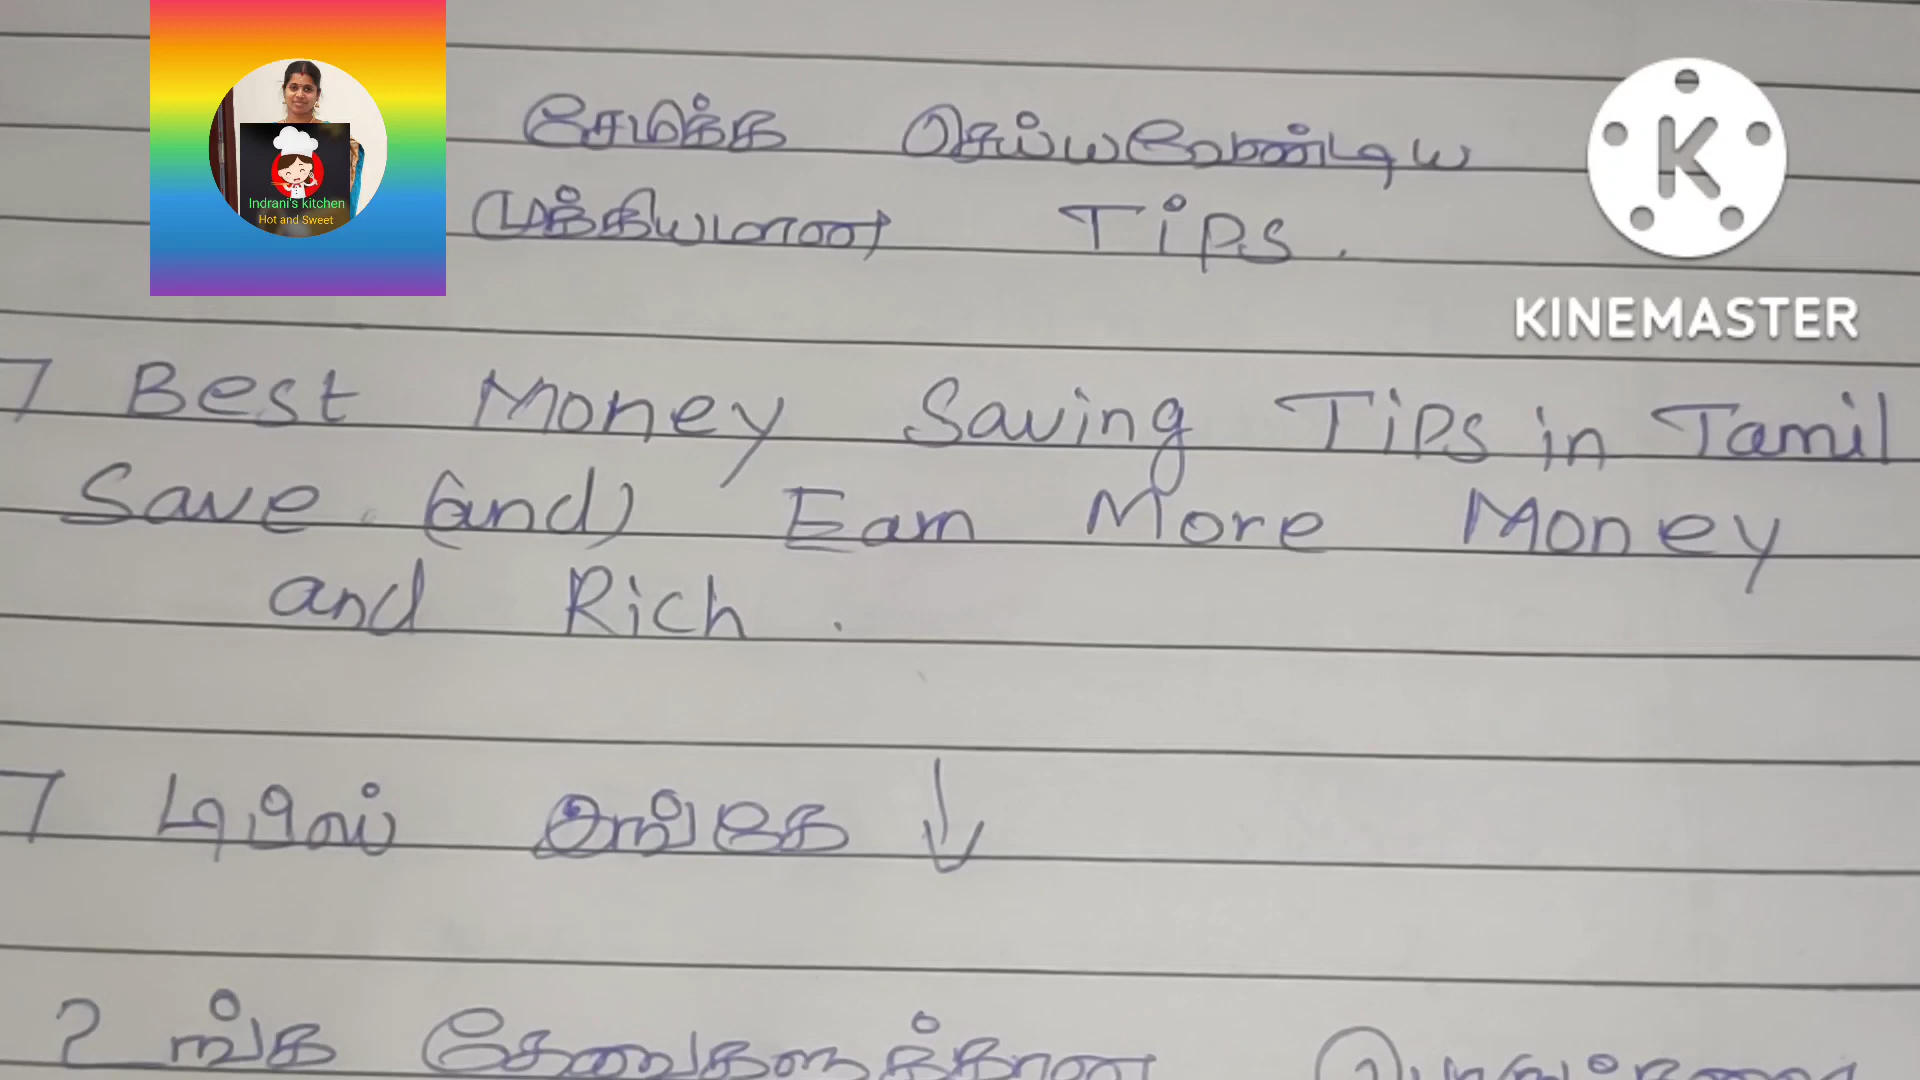 சேமிக்க செய்யவேண்டிய
முக்கியமான Tips.
Indrani's kitchen
Hot and Sweet
KINEMASTER
7 Best Money Saving Tips in Tamil
Save (and) Earn More Money
and Rich.
7 டிப்ஸ் இங்கே ↓
உங்க தேவைகளுக்கான